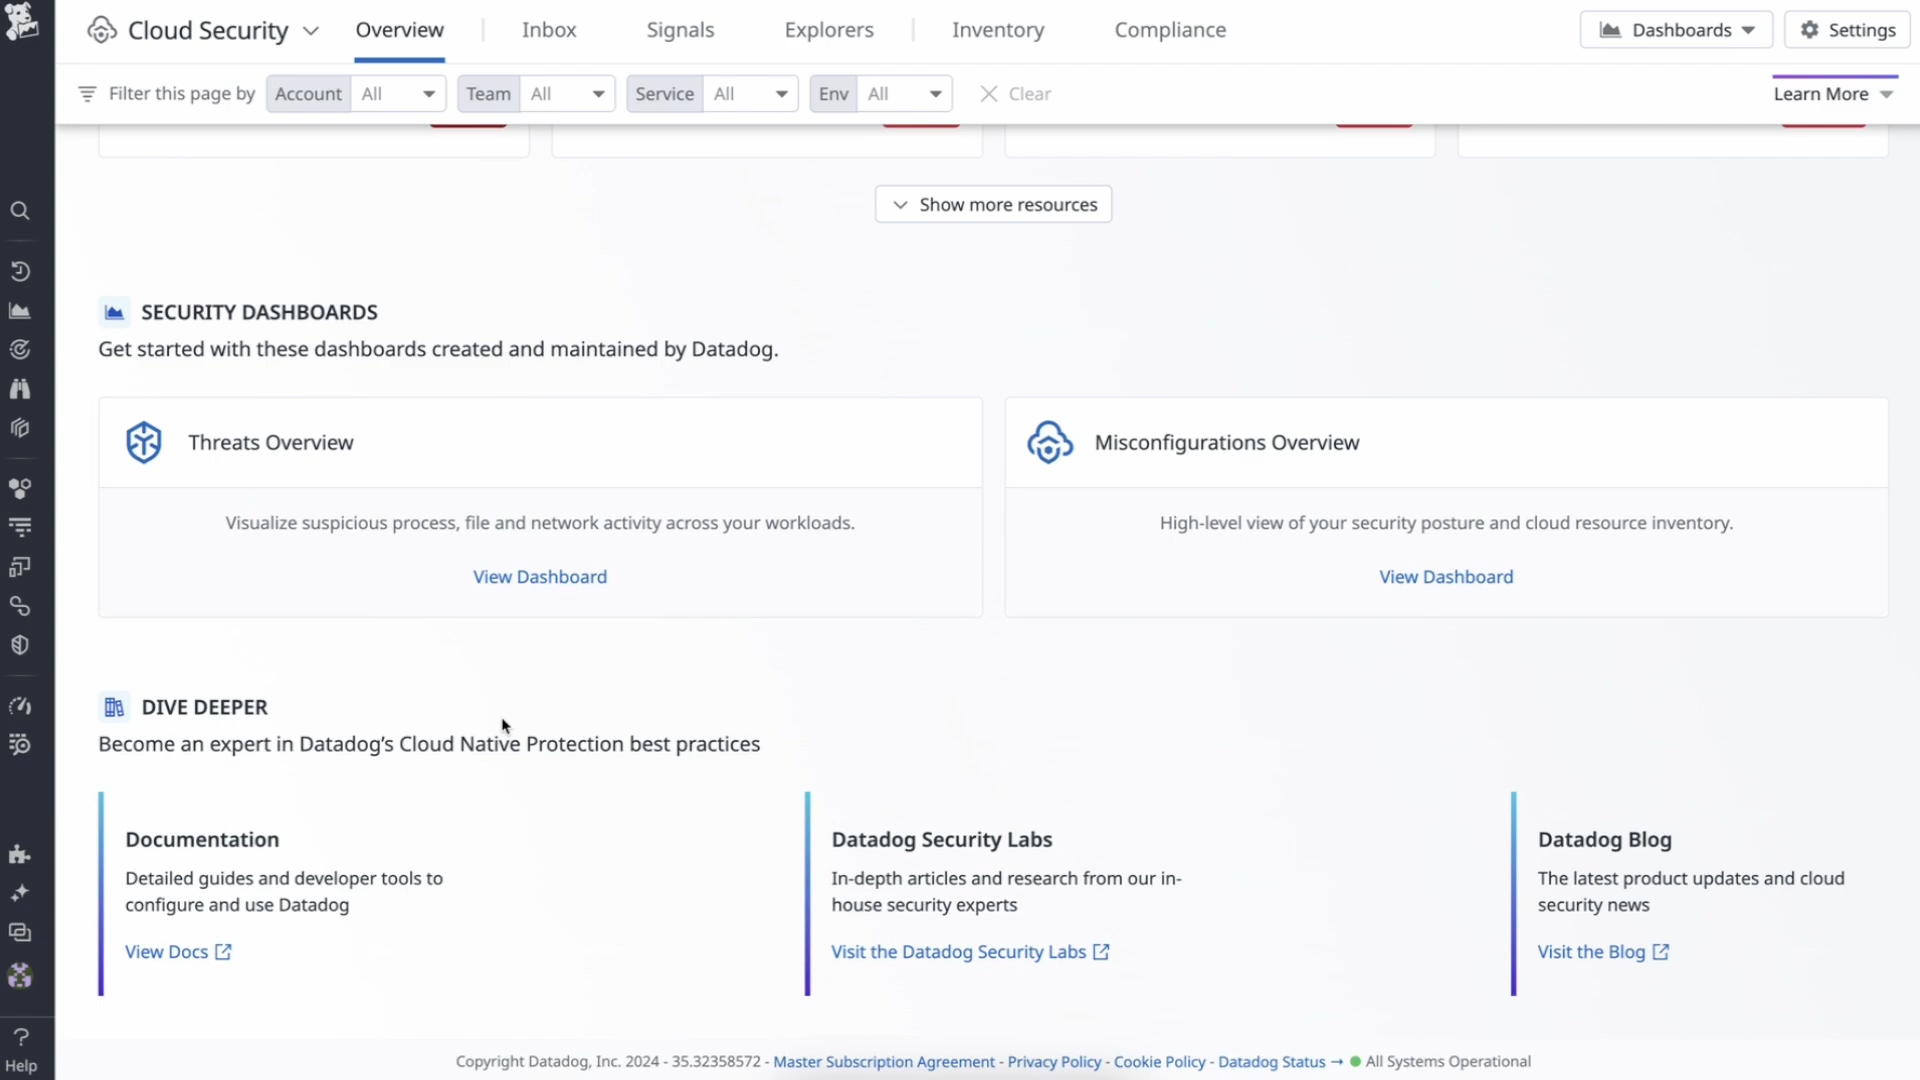 Cloud Security
Overview
Inbox
Signals
Explorers
Inventory
Compliance
Dashboards
Settings
Filter this page by
Account All
Team All
Service All
Env All
Clear
Learn More
Show more resources
SECURITY DASHBOARDS
Get started with these dashboards created and maintained by Datadog.
Threats Overview
Visualize suspicious process, file and network activity across your workloads.
View Dashboard
Misconfigurations Overview
High-level view of your security posture and cloud resource inventory.
View Dashboard
DIVE DEEPER
Become an expert in Datadog’s Cloud Native Protection best practices
Documentation
Detailed guides and developer tools to
configure and use Datadog
View Docs
Datadog Security Labs
In-depth articles and research from our in-
house security experts
Visit the Datadog Security Labs
Datadog Blog
The latest product updates and cloud
security news
Visit the Blog
Help
Copyright Datadog, Inc. 2024 - 35.32358572 - Master Subscription Agreement - Privacy Policy - Cookie Policy - Datadog Status → All Systems Operational